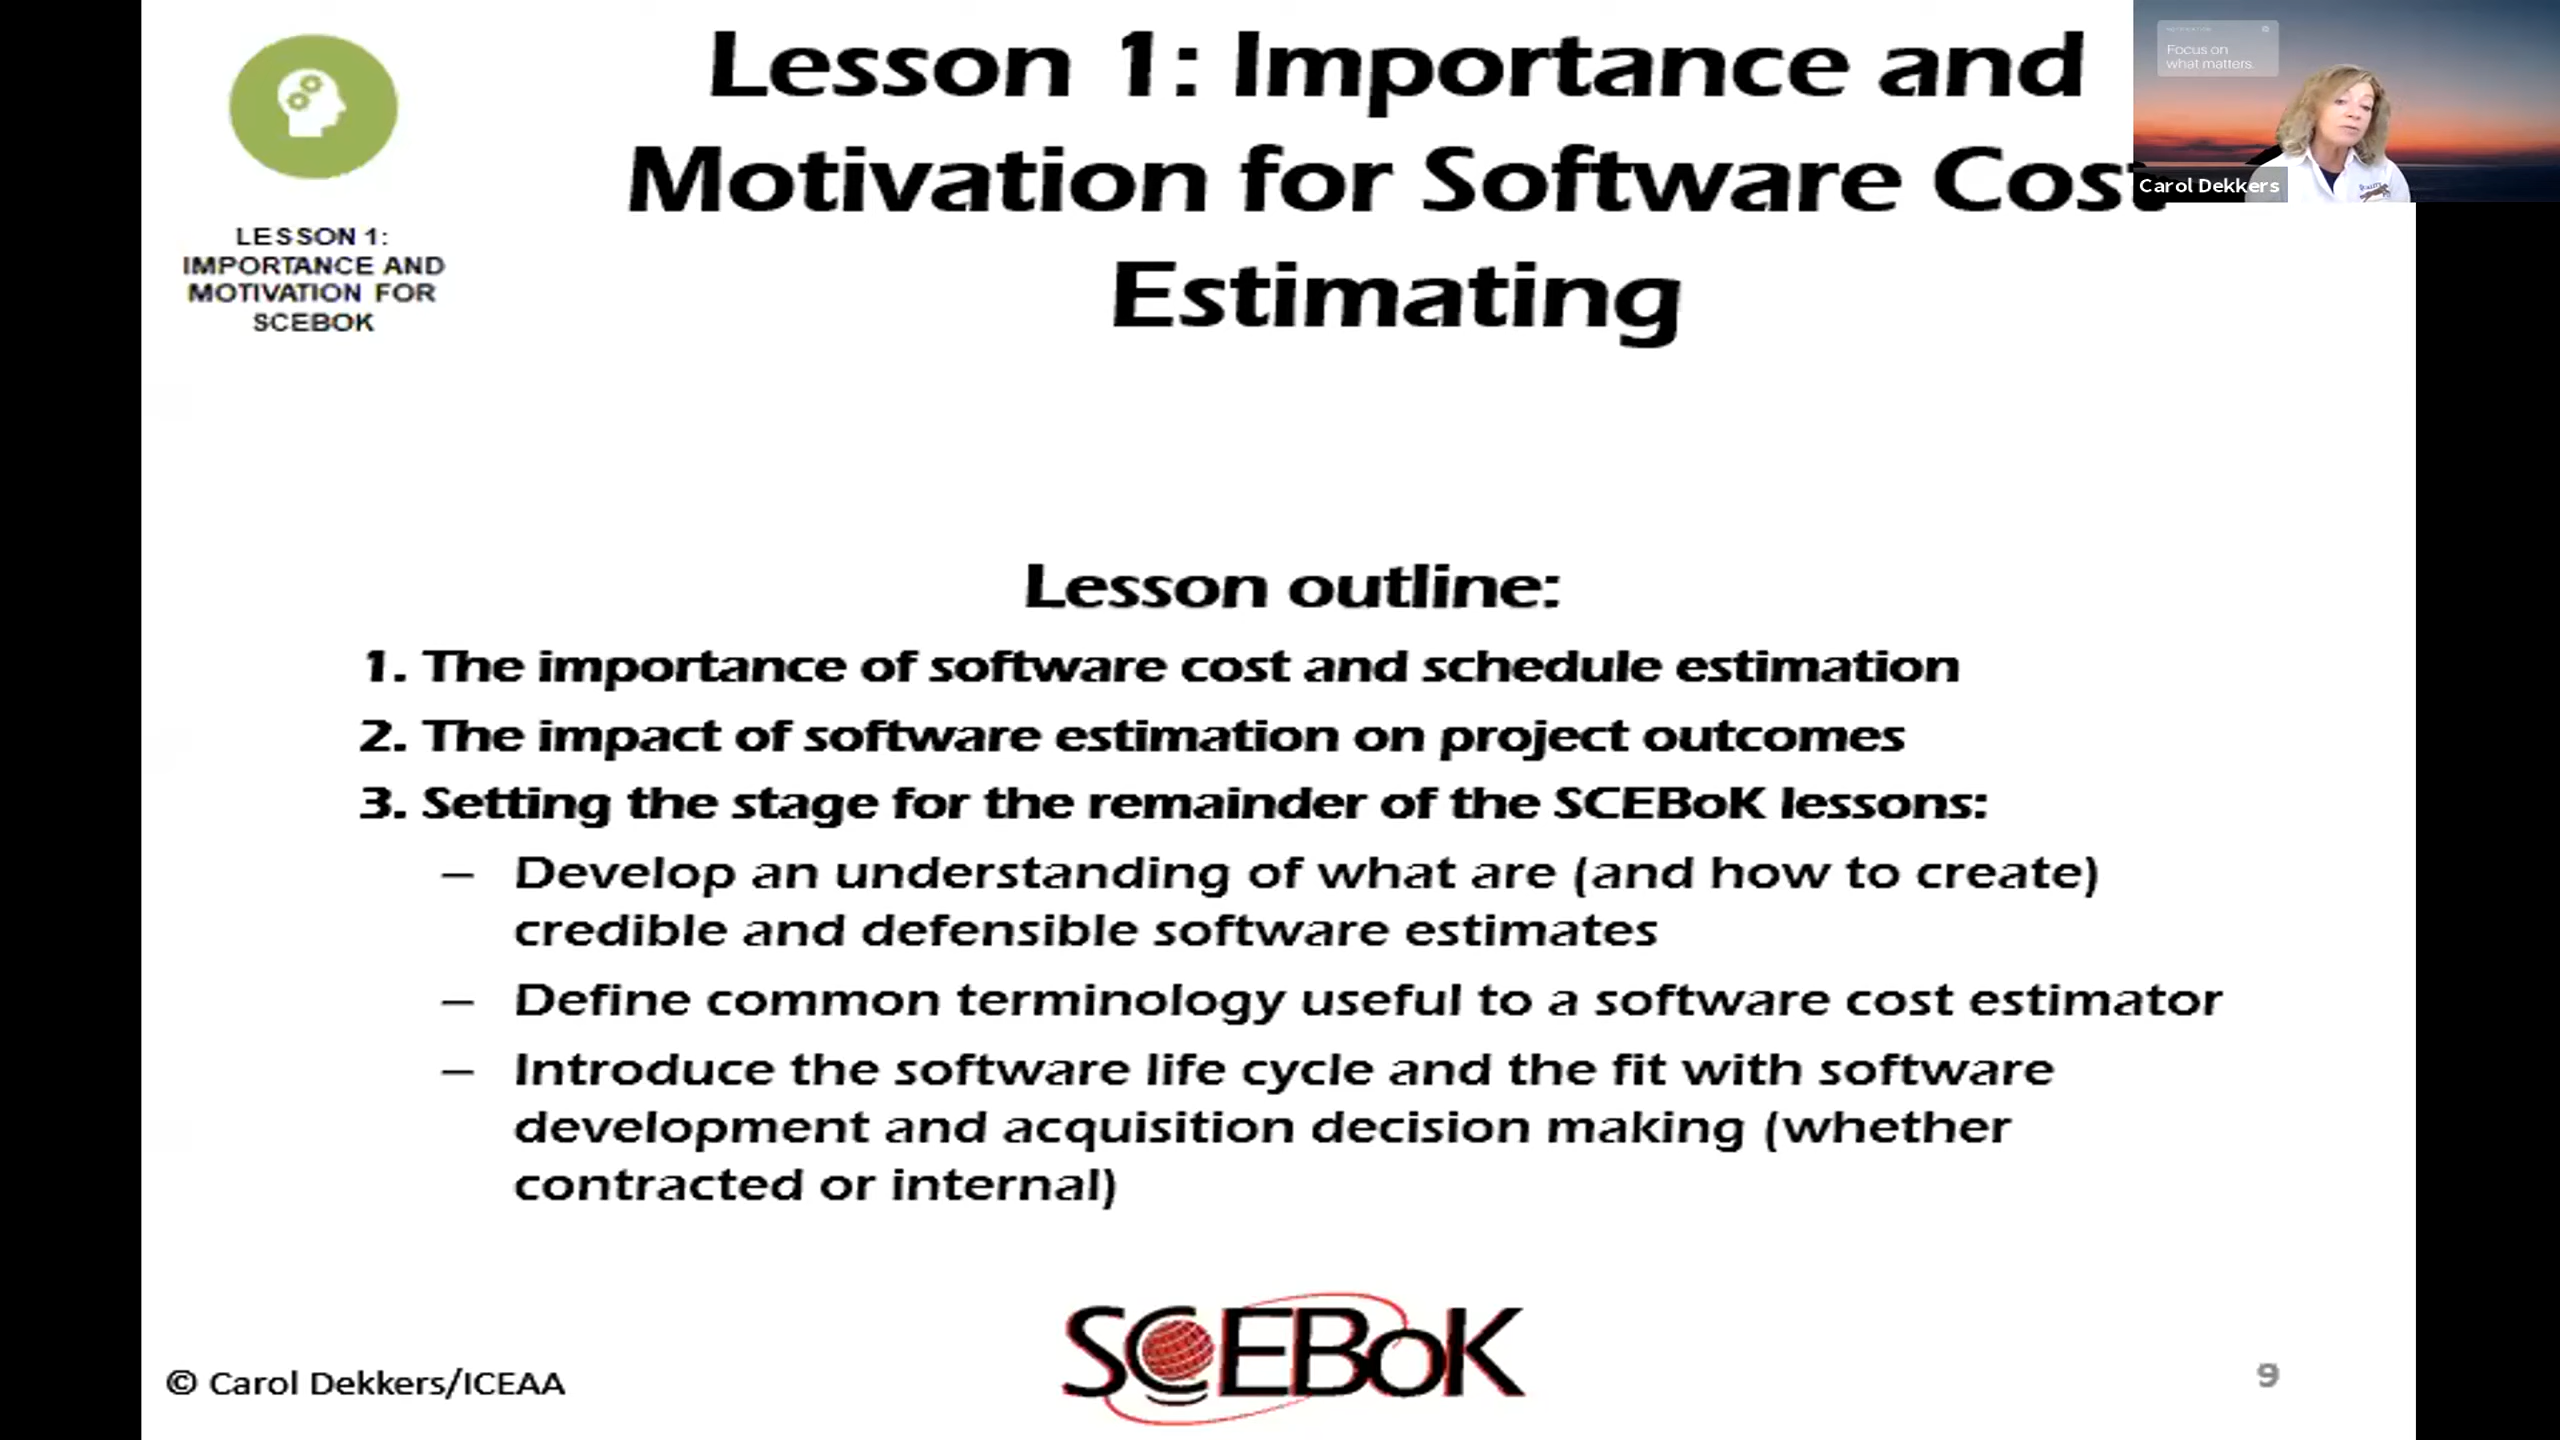 Lesson 1: Importance and
Motivation for Software Cost
Estimating
LESSON 1:
IMPORTANCE AND
MOTIVATION FOR
SCEBOK
Focus on
what matters.
Carol Dekkers
Lesson outline:
1. The importance of software cost and schedule estimation
2. The impact of software estimation on project outcomes
3. Setting the stage for the remainder of the SCEBoK lessons:
– Develop an understanding of what are (and how to create)
credible and defensible software estimates
– Define common terminology useful to a software cost estimator
– Introduce the software life cycle and the fit with software
development and acquisition decision making (whether
contracted or internal)
© Carol Dekkers/ICEAA
SCEBoK
9